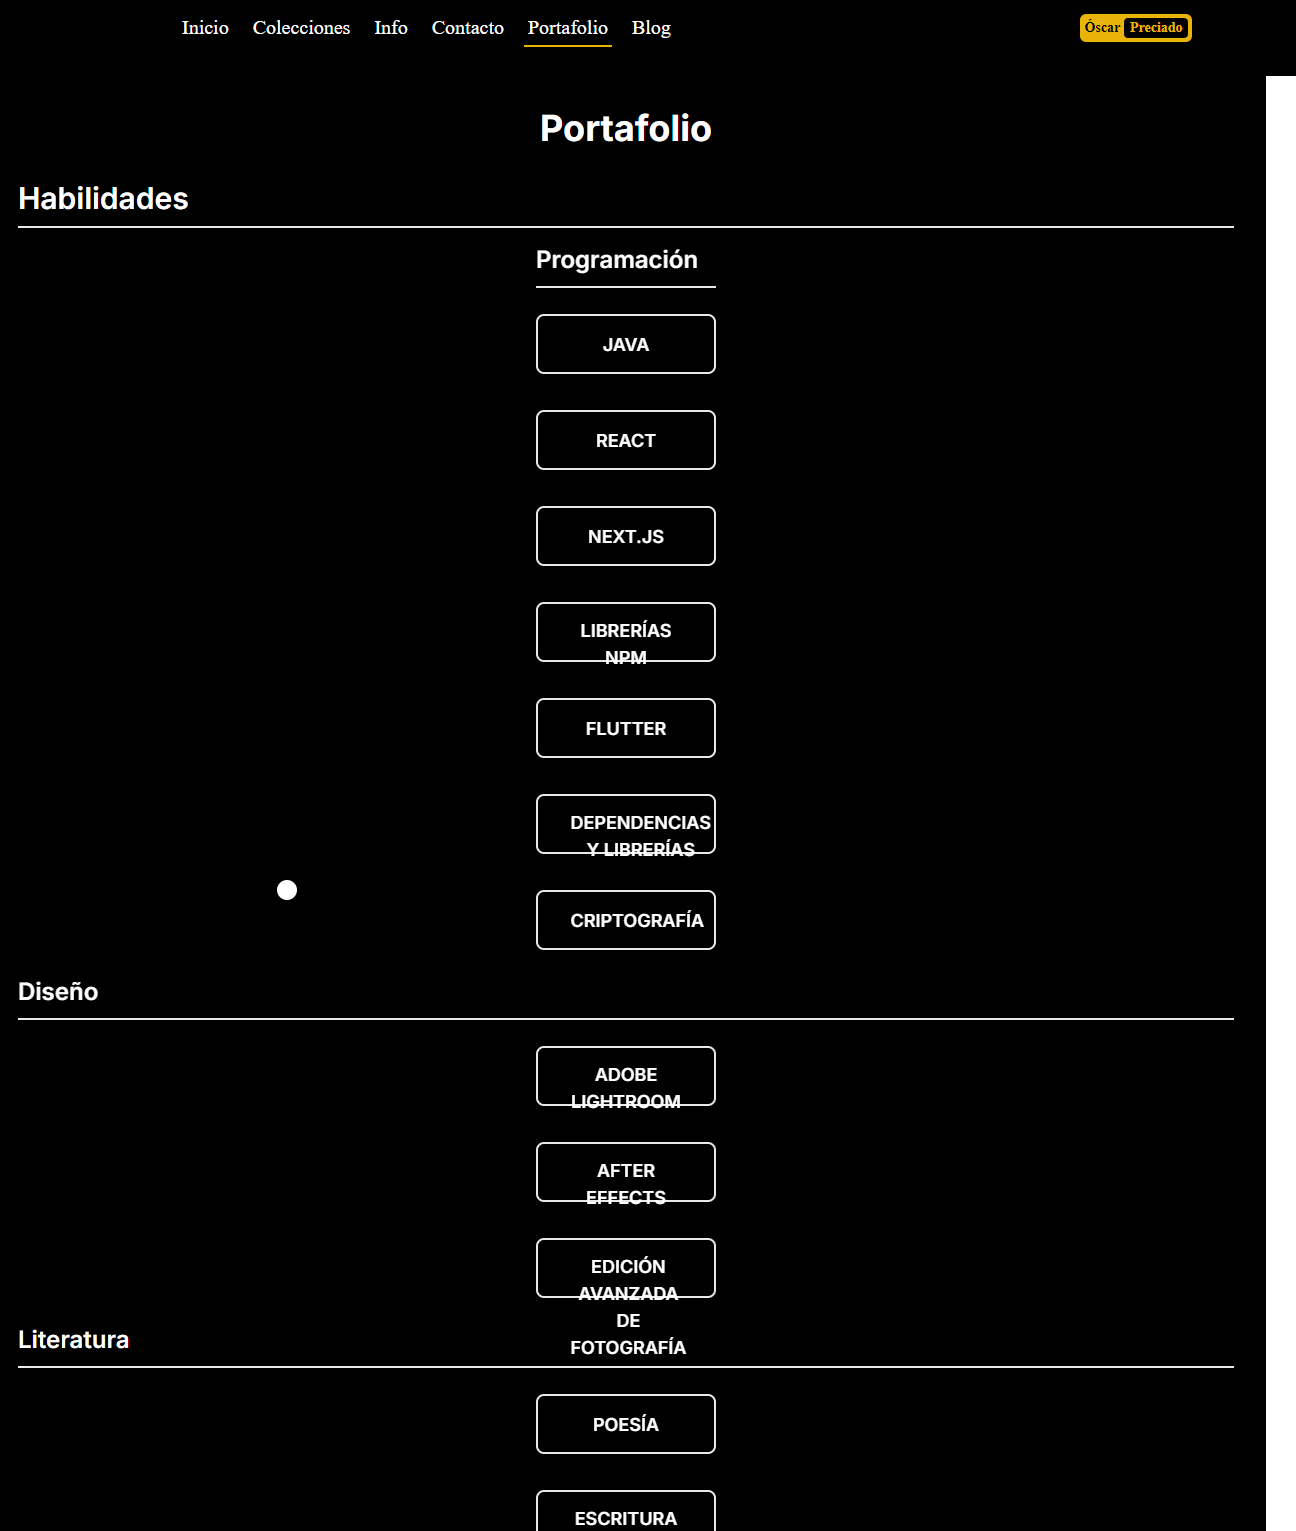 Inicio Colecciones Info Contacto Portafolio Blog Óscar Preciado
Portafolio
Habilidades
Programación
JAVA
REACT
NEXT.JS
LIBRERÍAS
NPM
FLUTTER
DEPENDENCIAS
Y LIBRERÍAS
CRIPTOGRAFÍA
Diseño
ADOBE
LIGHTROOM
AFTER
EFFECTS
EDICIÓN
AVANZADA
DE
FOTOGRAFÍA
Literatura
POESÍA
ESCRITURA